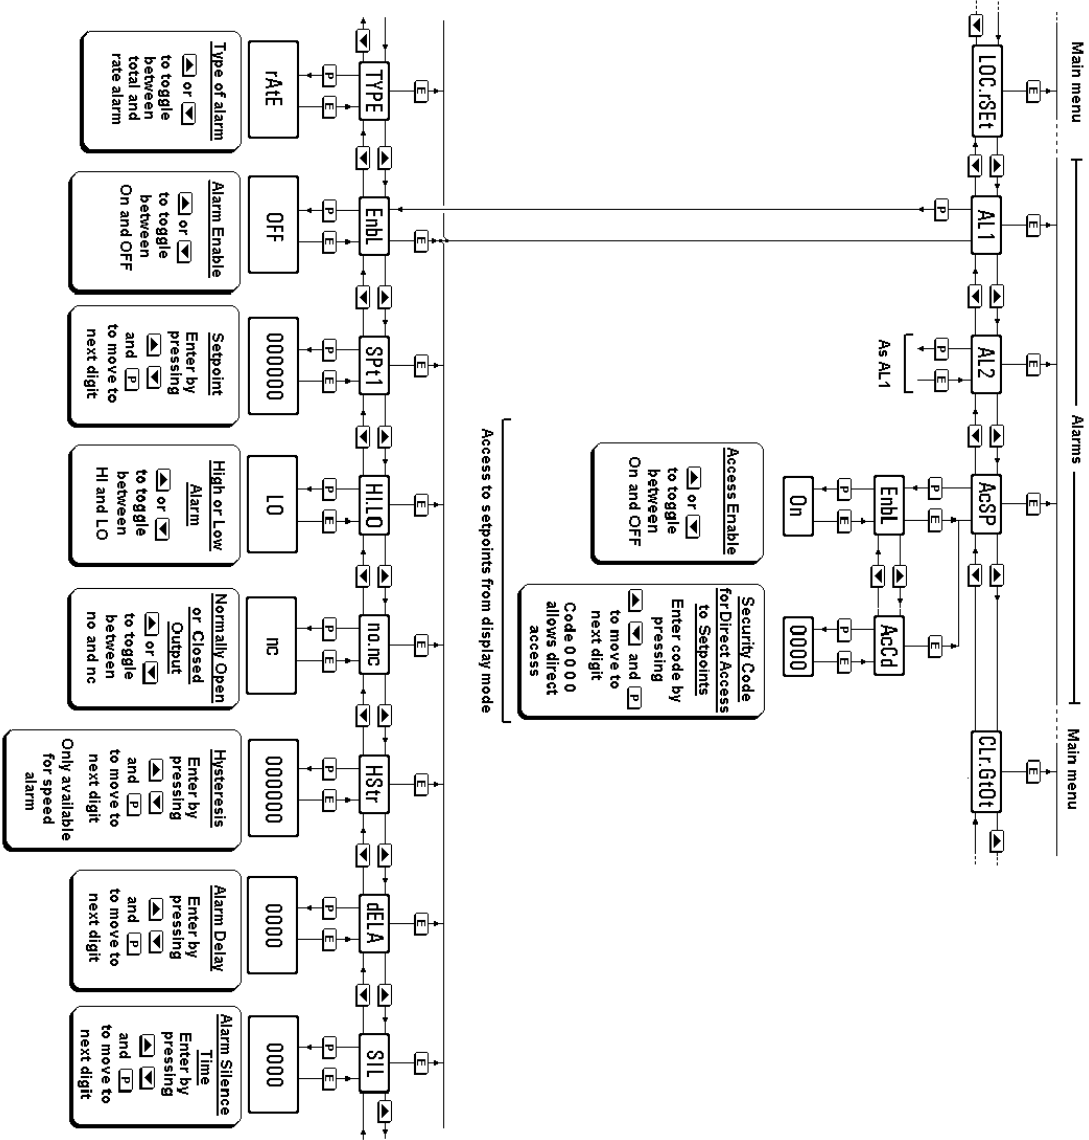 Main menu
Alarms
Main menu
E
E
E
E
E
LOC.rSEt
AL1
AL2
AcSP
CLr.GtOt
P
P
E
P
E
As AL1
EnbL
AcCd
E
P
E
P
E
On
0000
Access Enable
or
to toggle
between
On and OFF
Security Code
for Direct Access
to Setpoints
Enter code by
pressing
and P
to move to
next digit
Code 0 0 0 0
allows direct
access
Access to setpoints from display mode
E
E
E
E
E
E
E
E
TYPE
EnbL
SPt1
HI.LO
no.nc
HStr
dELA
SIL
P
E
P
E
P
E
P
E
P
E
P
E
P
E
P
E
rAtE
OFF
000000
LO
nc
000000
0000
0000
Type of alarm
or
to toggle
between
total and
rate alarm
Alarm Enable
or
to toggle
between
On and OFF
Setpoint
Enter by
pressing
and P
to move to
next digit
High or Low
Alarm
or
to toggle
between
HI and LO
Normally Open
or Closed
Output
or
to toggle
between
no and nc
Hysteresis
Enter by
pressing
and P
to move to
next digit
Only available
for speed
alarm
Alarm Delay
Enter by
pressing
and P
to move to
next digit
Alarm Silence
Time
Enter by
pressing
and P
to move to
next digit